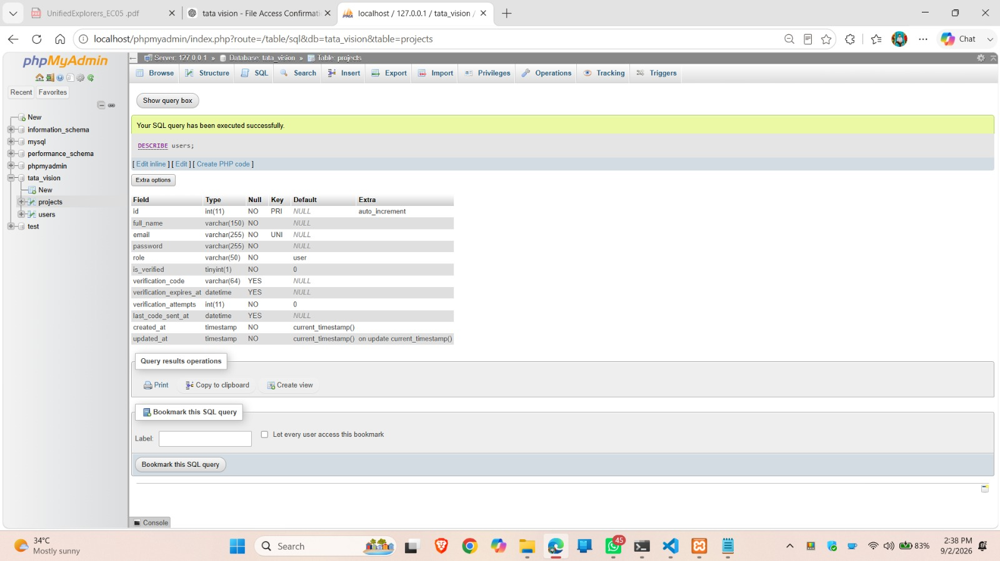 UnifiedExplorers_EC05 .pdf
tata vision - File Access Confirmati
localhost / 127.0.0.1 / tata_vision /
localhost/phpmyadmin/index.php?route=/table/sql&db=tata_vision&table=projects
Chat
phpMyAdmin
Recent Favorites
New
information_schema
mysql
performance_schema
phpmyadmin
tata_vision
New
projects
users
test
Server: 127.0.0.1 » Database: tata_vision » Table: projects
Browse Structure SQL Search Insert Export Import Privileges Operations Tracking Triggers
Show query box
Your SQL query has been executed successfully.
DESCRIBE users;
[ Edit inline ] [ Edit ] [ Create PHP code ]
Extra options
Field Type Null Key Default Extra
id int(11) NO PRI NULL auto_increment
full_name varchar(150) NO NULL
email varchar(255) NO UNI NULL
password varchar(255) NO NULL
role varchar(50) NO user
is_verified tinyint(1) NO 0
verification_code varchar(64) YES NULL
verification_expires_at datetime YES NULL
verification_attempts int(11) NO 0
last_code_sent_at datetime YES NULL
created_at timestamp NO current_timestamp()
updated_at timestamp NO current_timestamp() on update current_timestamp()
Query results operations
Print Copy to clipboard Create view
Bookmark this SQL query
Label: Let every user access this bookmark
Bookmark this SQL query
Console
34°C
Mostly sunny
Search
45
83%
2:38 PM
9/2/2026